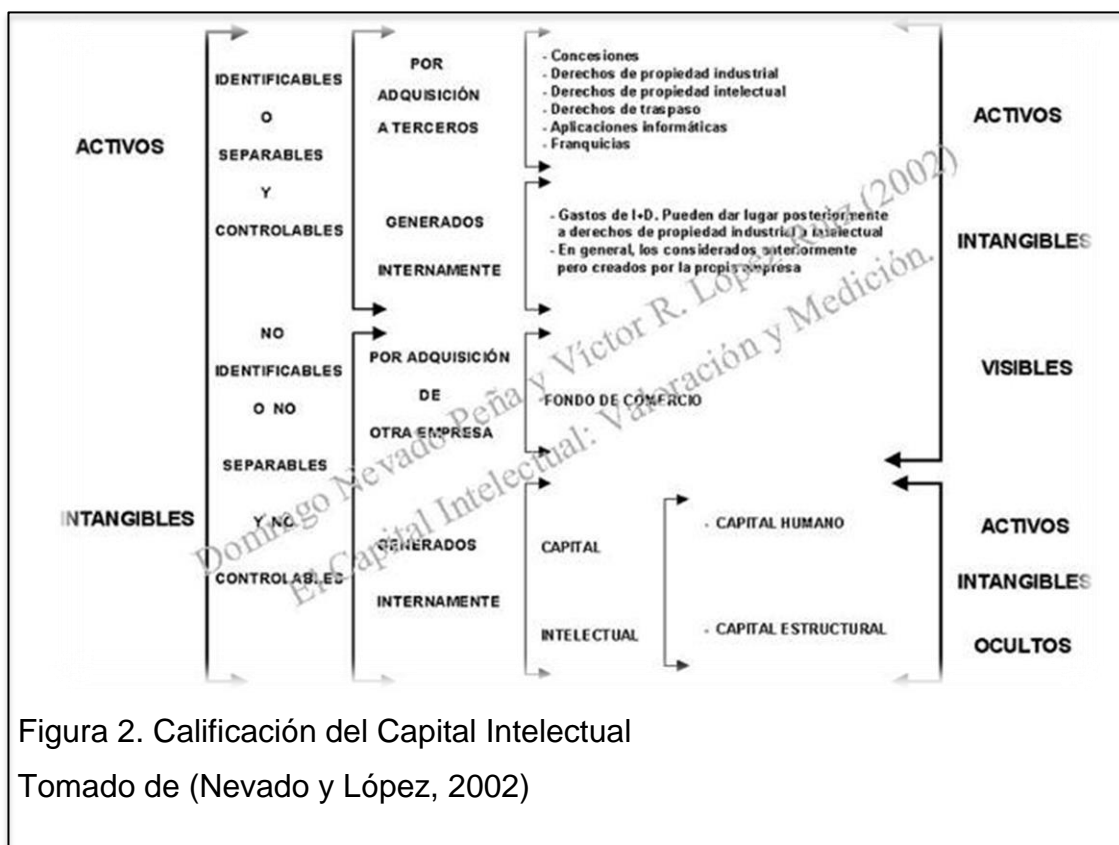 ACTIVOS
INTANGIBLES
IDENTIFICABLES
O
SEPARABLES
Y
CONTROLABLES
NO
IDENTIFICABLES
O NO
SEPARABLES
Y NO
CONTROLABLES
POR
ADQUISICIÓN
A TERCEROS
GENERADOS
INTERNAMENTE
POR ADQUISICIÓN
DE
OTRA EMPRESA
GENERADOS
INTERNAMENTE
- Concesiones
- Derechos de propiedad industrial
- Derechos de propiedad intelectual
- Derechos de traspaso
- Aplicaciones informáticas
- Franquicias
- Gastos de I+D. Pueden dar lugar posteriormente
a derechos de propiedad industrial o intelectual
- En general, los considerados anteriormente
pero creados por la propia empresa
FONDO DE COMERCIO
CAPITAL
INTELECTUAL
- CAPITAL HUMANO
- CAPITAL ESTRUCTURAL
ACTIVOS
INTANGIBLES
VISIBLES
ACTIVOS
INTANGIBLES
OCULTOS
Domingo Nevado Peña y Víctor R. López Ruiz (2002)
El Capital Intelectual: Valoración y Medición.
Figura 2. Calificación del Capital Intelectual
Tomado de (Nevado y López, 2002)